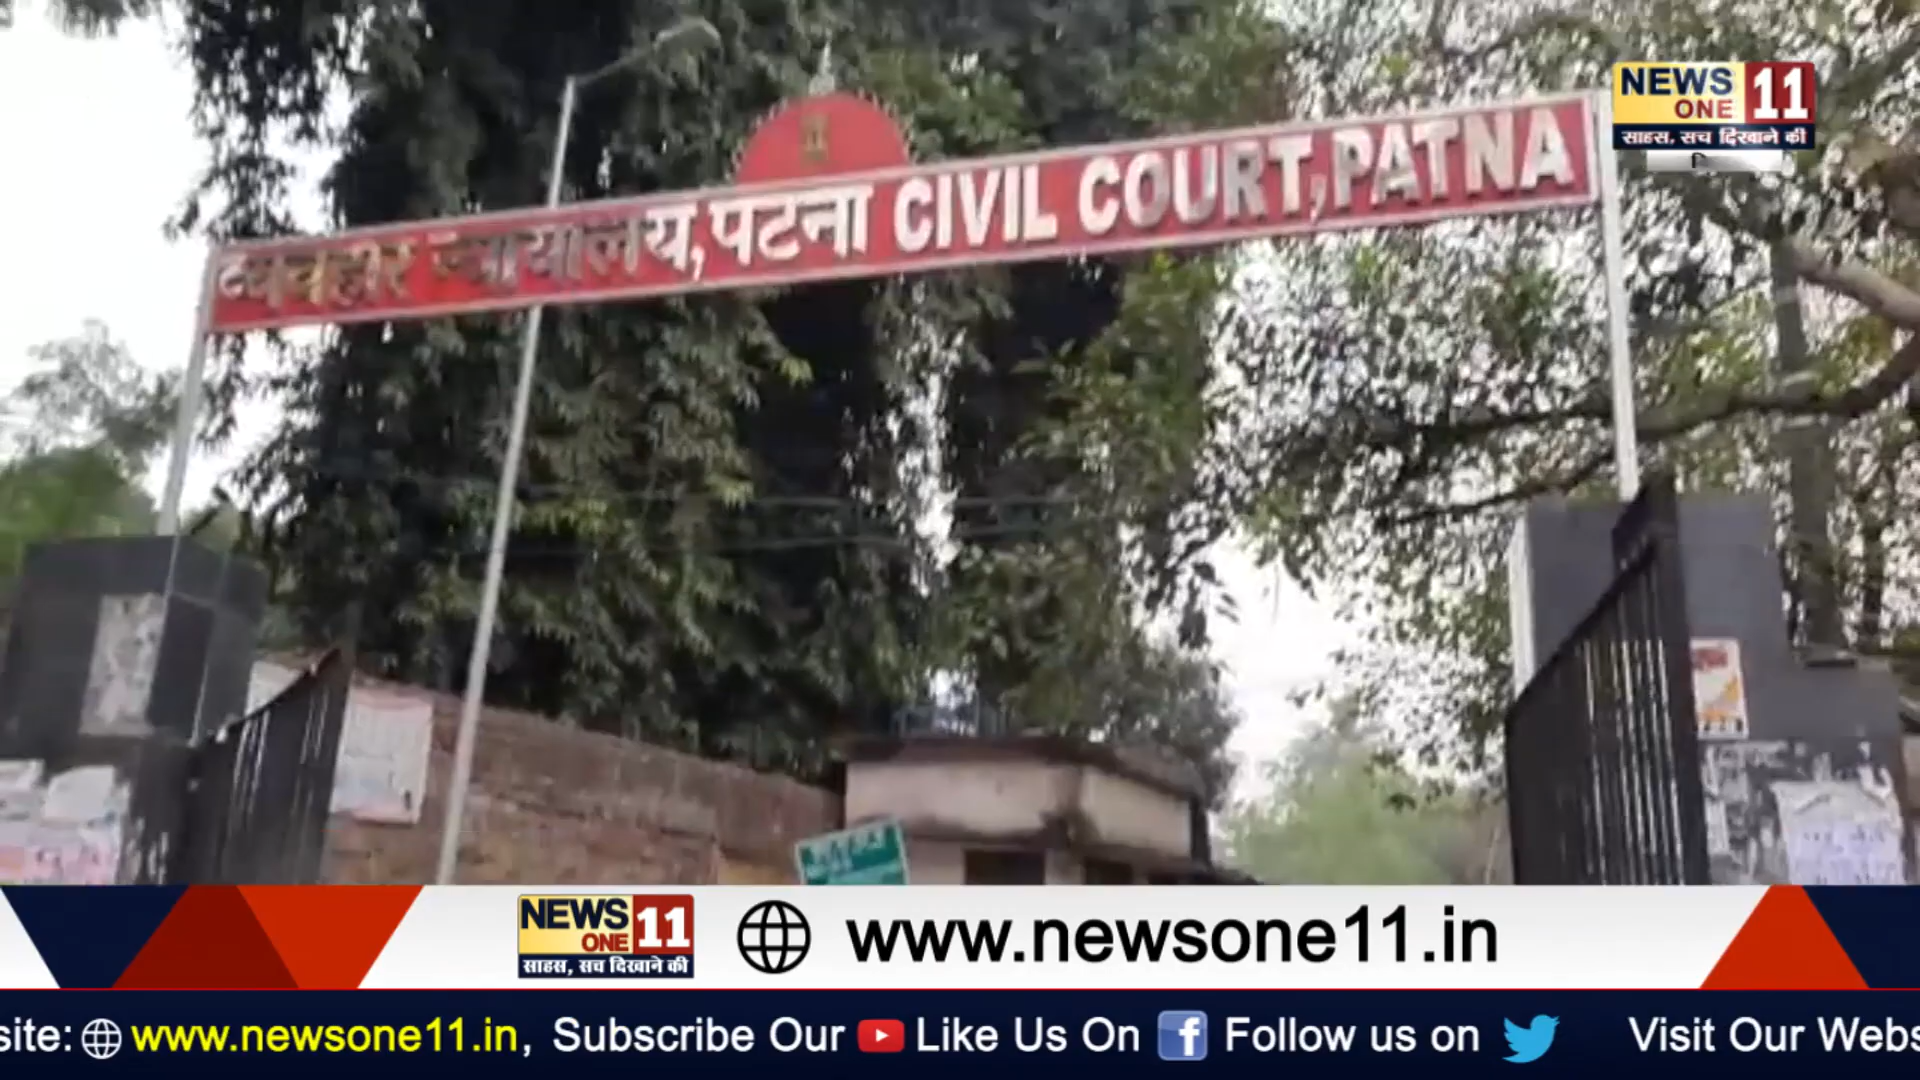 NEWS
ONE 11
साहस, सच दिखाने की
व्यवहार न्यायालय, पटना CIVIL COURT, PATNA
NEWS
ONE 11
साहस, सच दिखाने की
www.newsone11.in
site: www.newsone11.in, Subscribe Our Like Us On Follow us on Visit Our Webs